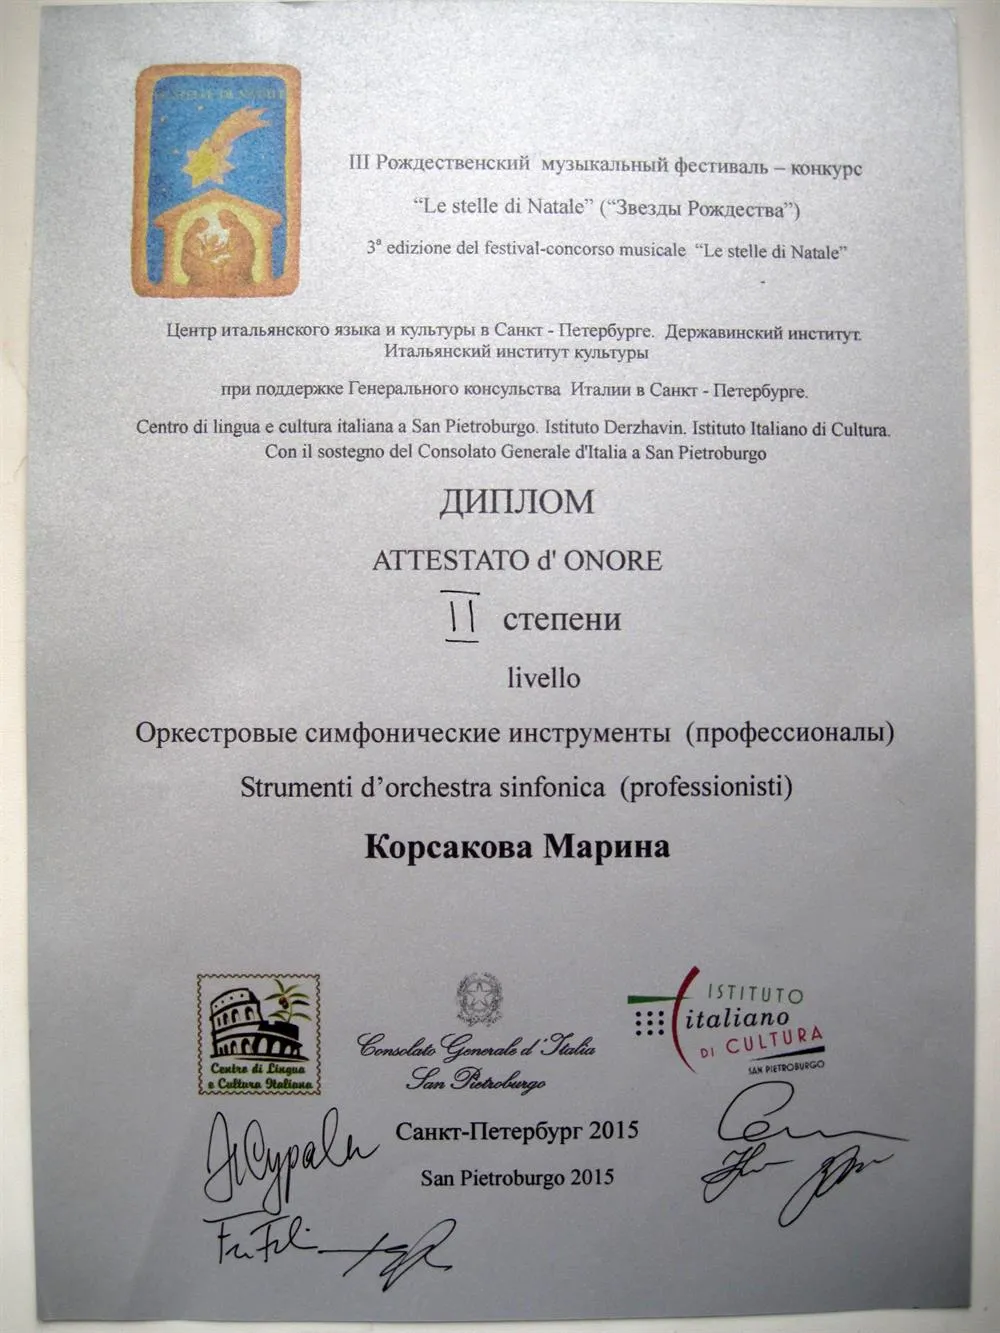 LE STELLE DI NATALE
III Рождественский музыкальный фестиваль – конкурс
“Le stelle di Natale” (“Звезды Рождества”)
3ª edizione del festival-concorso musicale “Le stelle di Natale”
Центр итальянского языка и культуры в Санкт - Петербурге. Державинский институт.
Итальянский институт культуры
при поддержке Генерального консульства Италии в Санкт - Петербурге.
Centro di lingua e cultura italiana a San Pietroburgo. Istituto Derzhavin. Istituto Italiano di Cultura.
Con il sostegno del Consolato Generale d'Italia a San Pietroburgo
ДИПЛОМ
ATTESTATO d' ONORE
II степени
livello
Оркестровые симфонические инструменты (профессионалы)
Strumenti d’orchestra sinfonica (professionisti)
Корсакова Марина
Centro di Lingua
e Cultura Italiana
Consolato Generale d'Italia
San Pietroburgo
ISTITUTO
italiano
DI CULTURA
SAN PIETROBURGO
Санкт-Петербург 2015
San Pietroburgo 2015